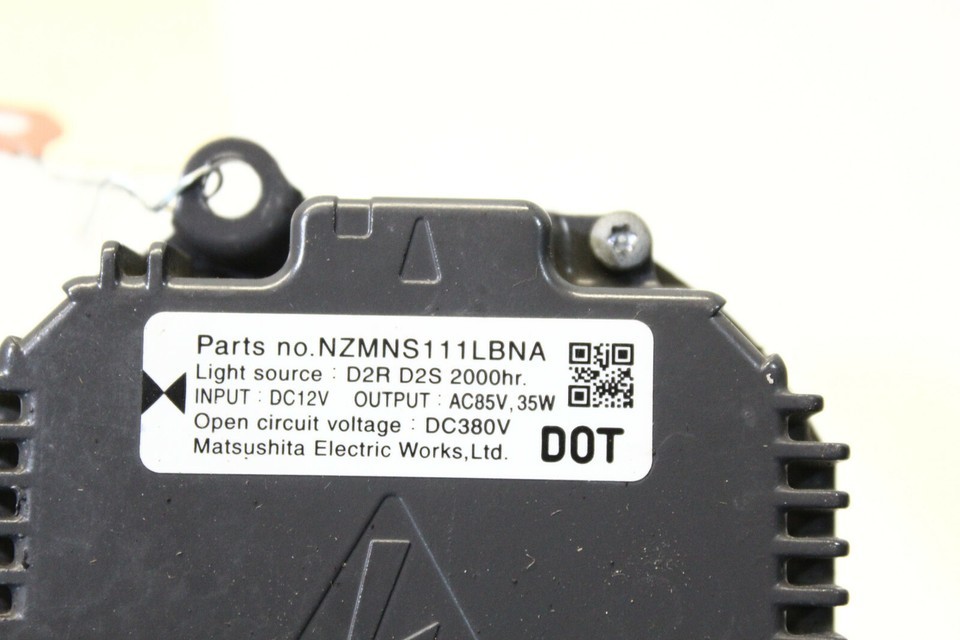 Parts no.NZMNS111LBNA
Light source : D2R D2S 2000hr.
INPUT : DC12V OUTPUT : AC85V,35W
Open circuit voltage : DC380V
Matsushita Electric Works,Ltd.
DOT